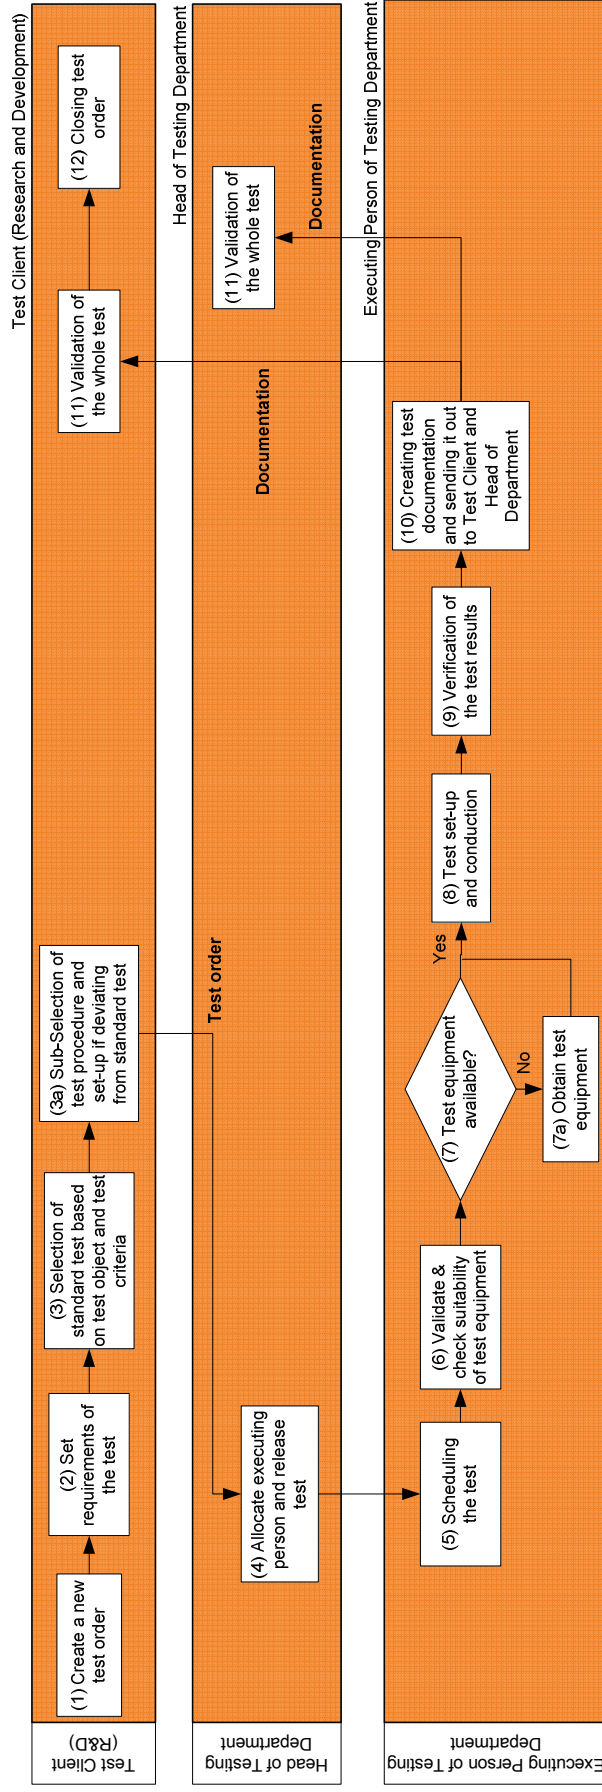 Test Client (Research and Development)
Test Client
(R&D)
(1) Create a new
test order
(2) Set
requirements of
the test
(3) Selection of
standard test based
on test object and test
criteria
(3a) Sub-Selection of
test procedure and
set-up if deviating
from standard test
(11) Validation of
the whole test
(12) Closing test
order
Head of Testing Department
Head of Testing
Department
Test order
(4) Allocate executing
person and release
test
Documentation
(11) Validation of
the whole test
Documentation
Executing Person of Testing Department
Executing Person of Testing
Department
(5) Scheduling
the test
(6) Validate &
check suitability
of test equipment
(7) Test equipment
available?
Yes
No
(7a) Obtain test
equipment
(8) Test set-up
and conduction
(9) Verification of
the test results
(10) Creating test
documentation
and sending it out
to Test Client and
Head of
Department